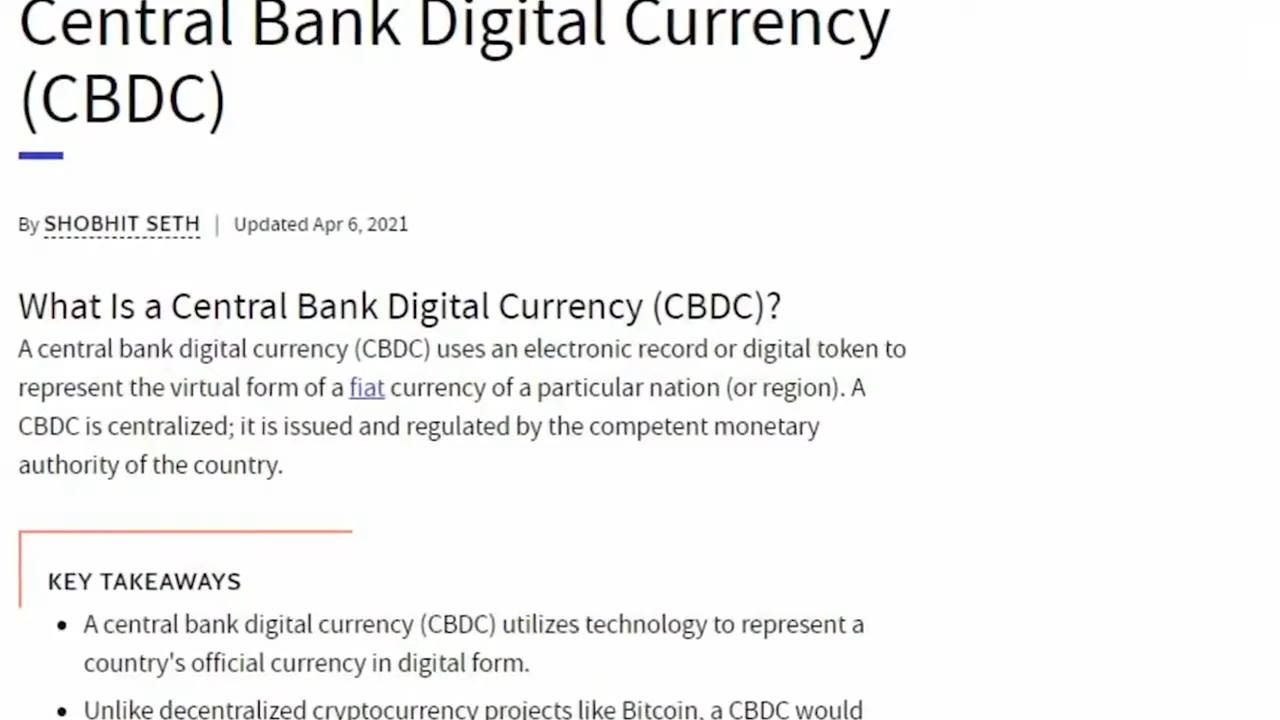 Central Bank Digital Currency
(CBDC)
By SHOBHIT SETH | Updated Apr 6, 2021
What Is a Central Bank Digital Currency (CBDC)?
A central bank digital currency (CBDC) uses an electronic record or digital token to
represent the virtual form of a fiat currency of a particular nation (or region). A
CBDC is centralized; it is issued and regulated by the competent monetary
authority of the country.
KEY TAKEAWAYS
• A central bank digital currency (CBDC) utilizes technology to represent a
country's official currency in digital form.
• Unlike decentralized cryptocurrency projects like Bitcoin, a CBDC would